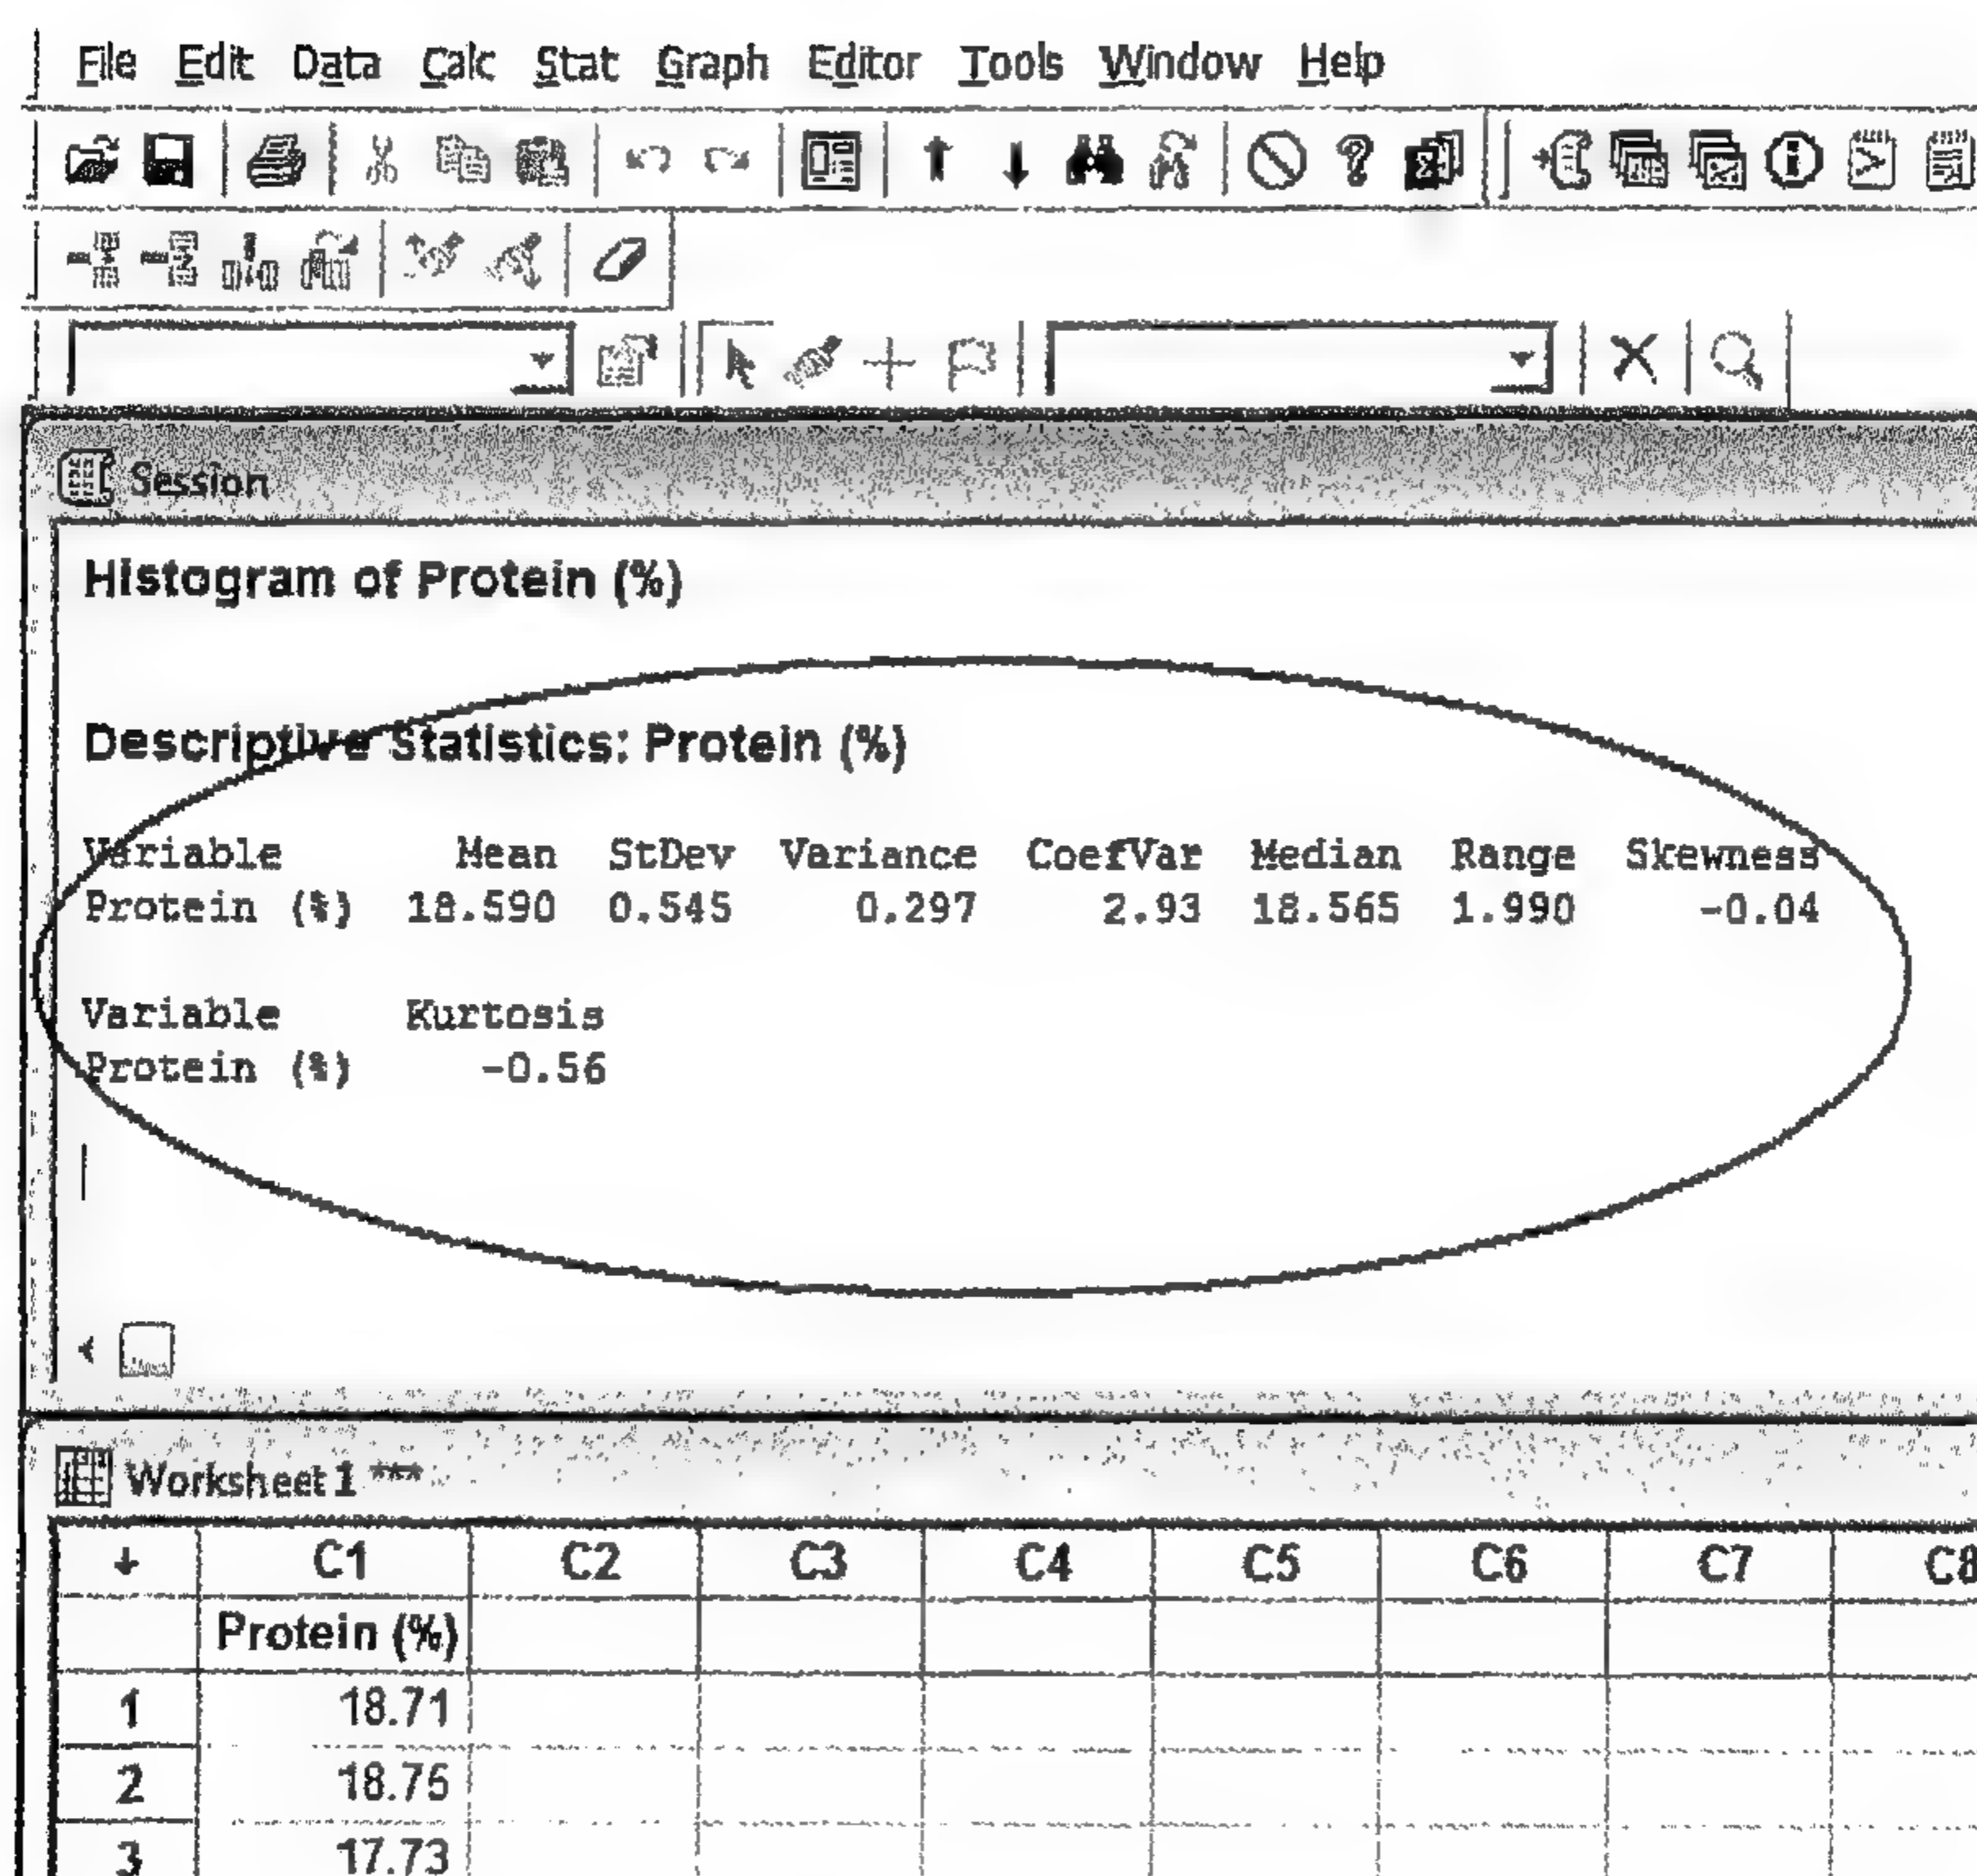 File Edit Data Calc Stat Graph Editor Tools Window Help
Session
Histogram of Protein (%)
Descriptive Statistics: Protein (%)
Variable Mean StDev Variance CoefVar Median Range Skewness
Protein (%) 18.590 0.545 0.297 2.93 18.565 1.990 -0.04
Variable Kurtosis
Protein (%) -0.56
Worksheet 1 ***
C1 C2 C3 C4 C5 C6 C7 C8
Protein (%)
1 18.71
2 18.75
3 17.73